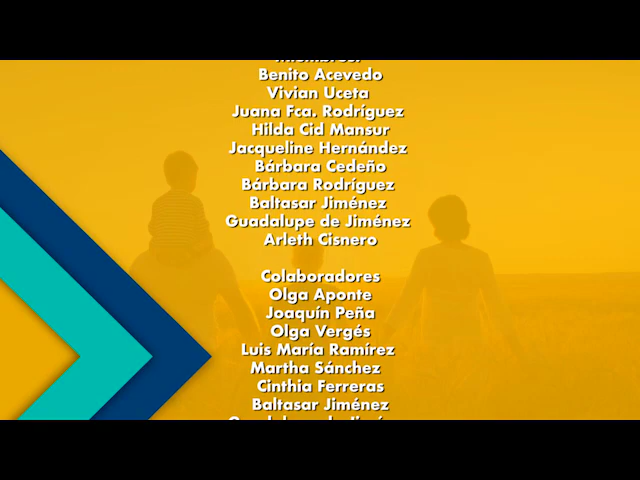 Miembros:
Benito Acevedo
Vivian Uceta
Juana Fca. Rodríguez
Hilda Cid Mansur
Jacqueline Hernández
Bárbara Cedeño
Bárbara Rodríguez
Baltasar Jiménez
Guadalupe de Jiménez
Arleth Cisnero
Colaboradores
Olga Aponte
Joaquín Peña
Olga Vergés
Luis María Ramírez
Martha Sánchez
Cinthia Ferreras
Baltasar Jiménez